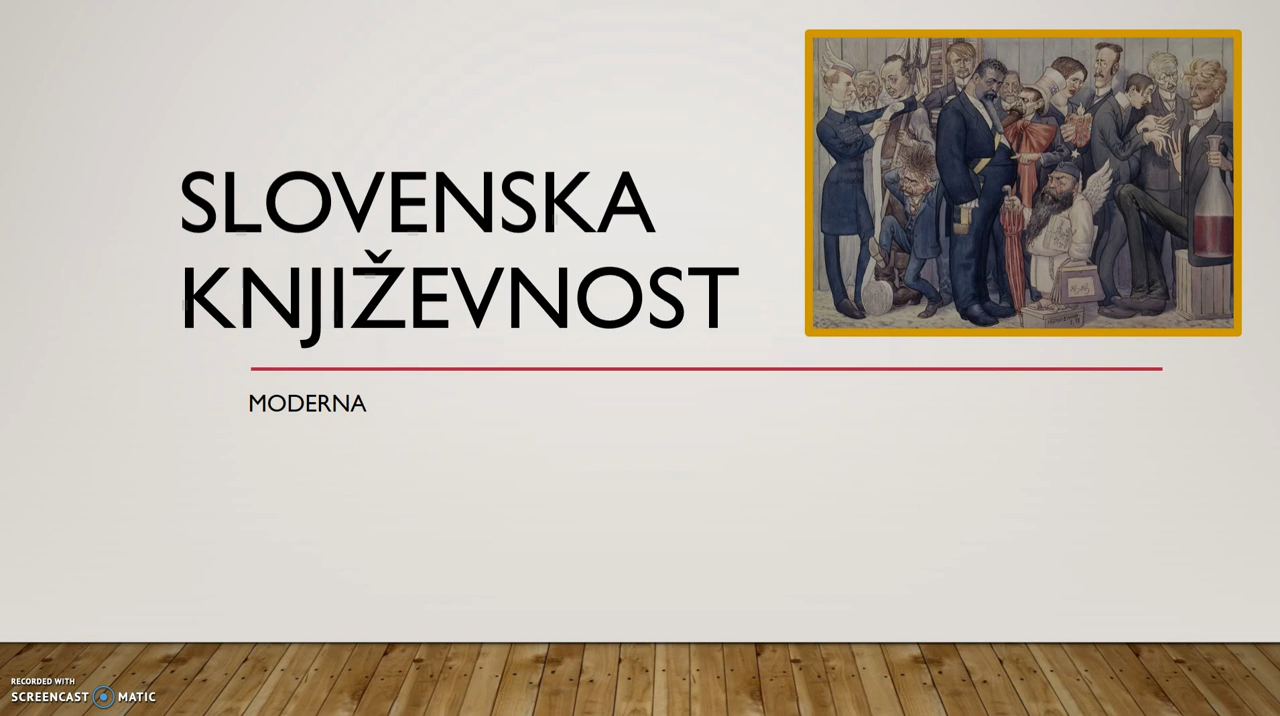 SLOVENSKA
KNJIŽEVNOST
MODERNA
RECORDED WITH
SCREENCAST MATIC